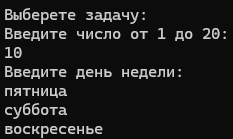 Выберете задачу:
Введите число от 1 до 20:
10
Введите день недели:
пятница
суббота
воскресенье